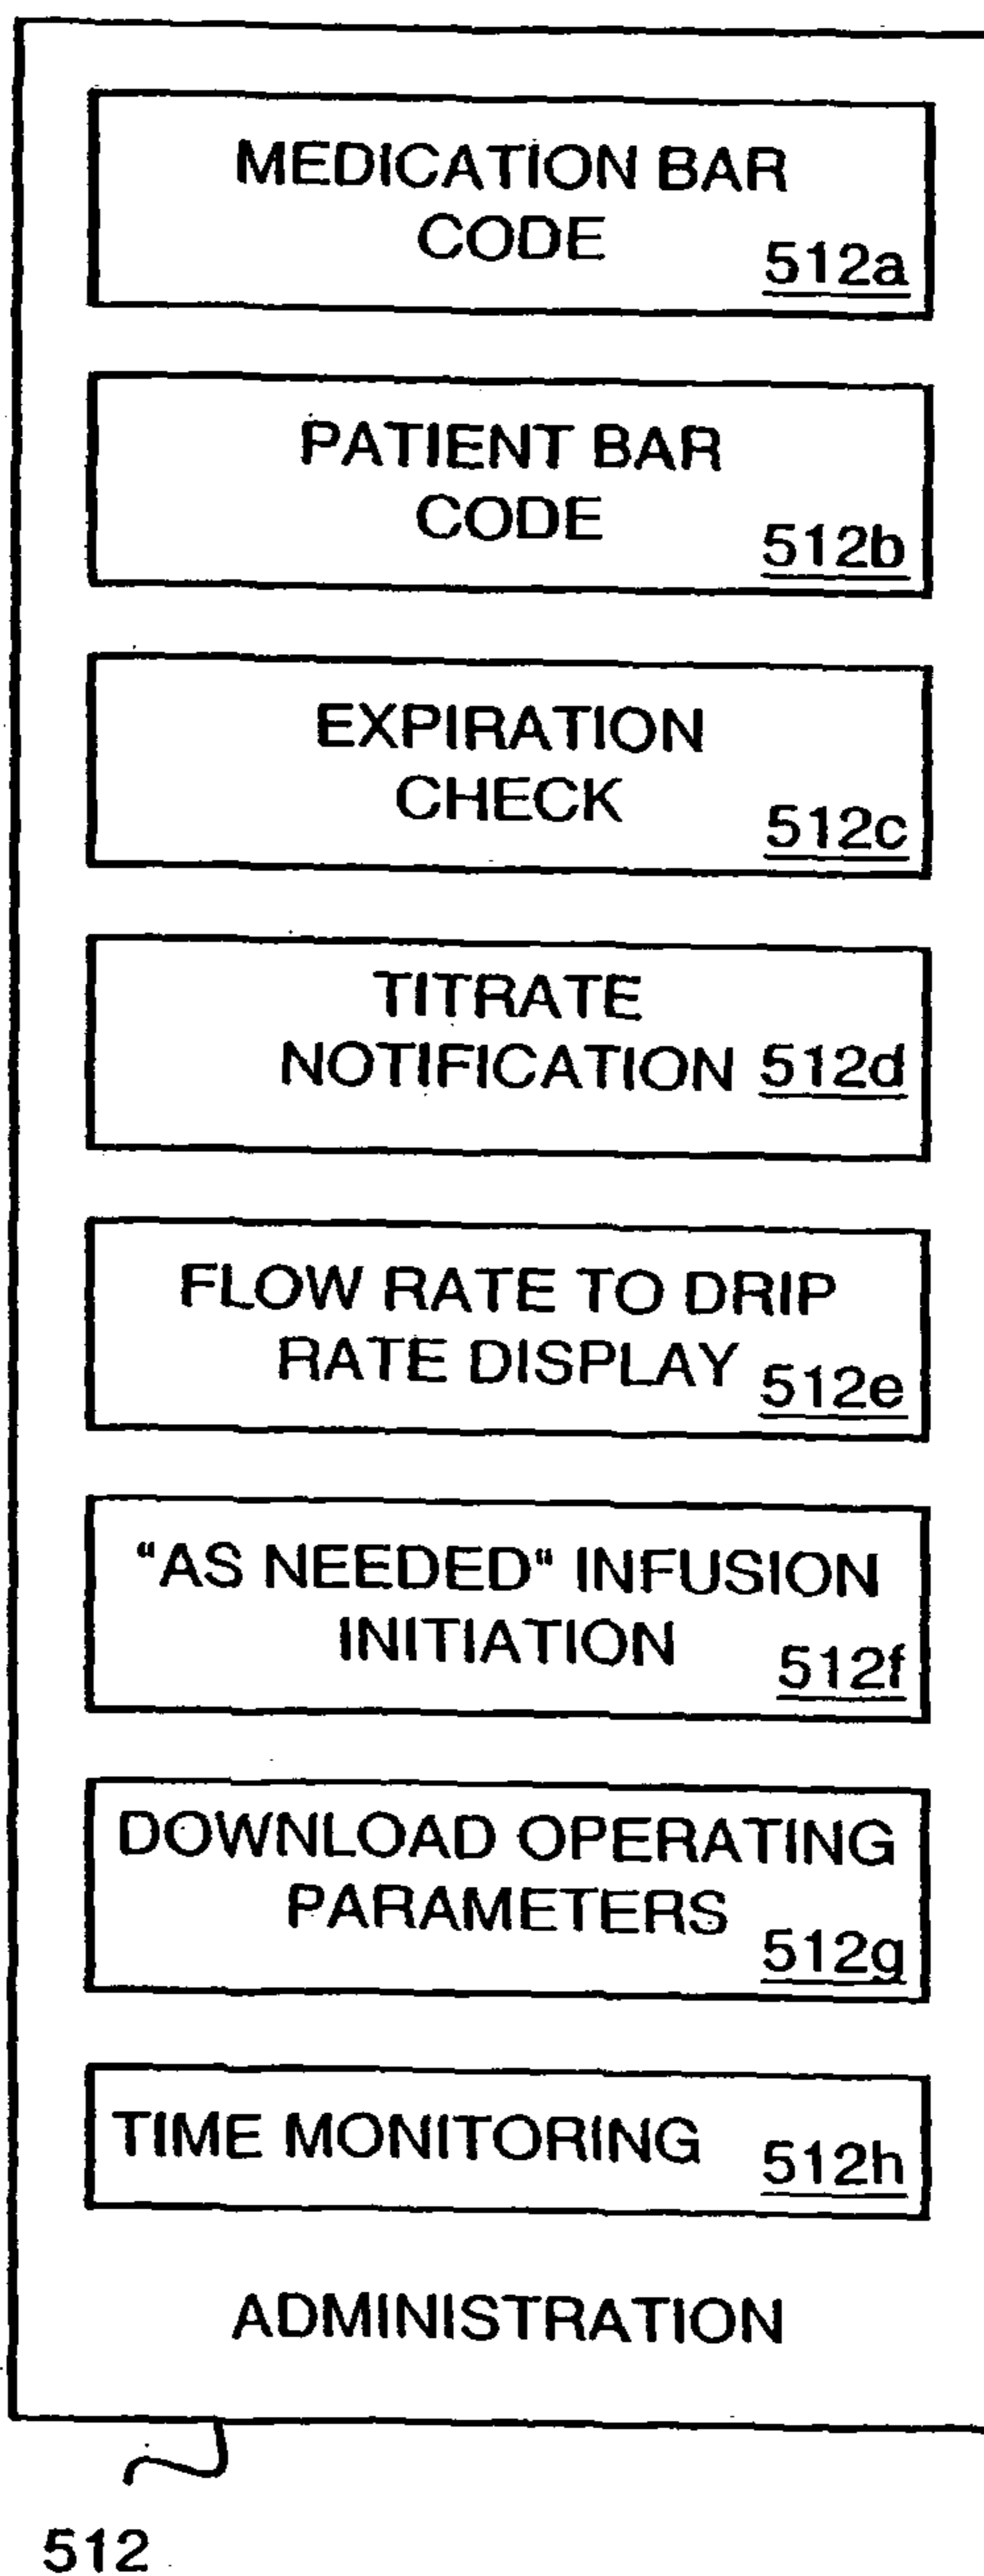 MEDICATION BAR
CODE 512a
PATIENT BAR
CODE 512b
EXPIRATION
CHECK 512c
TITRATE
NOTIFICATION 512d
FLOW RATE TO DRIP
RATE DISPLAY 512e
"AS NEEDED" INFUSION
INITIATION 512f
DOWNLOAD OPERATING
PARAMETERS 512g
TIME MONITORING 512h
ADMINISTRATION
512